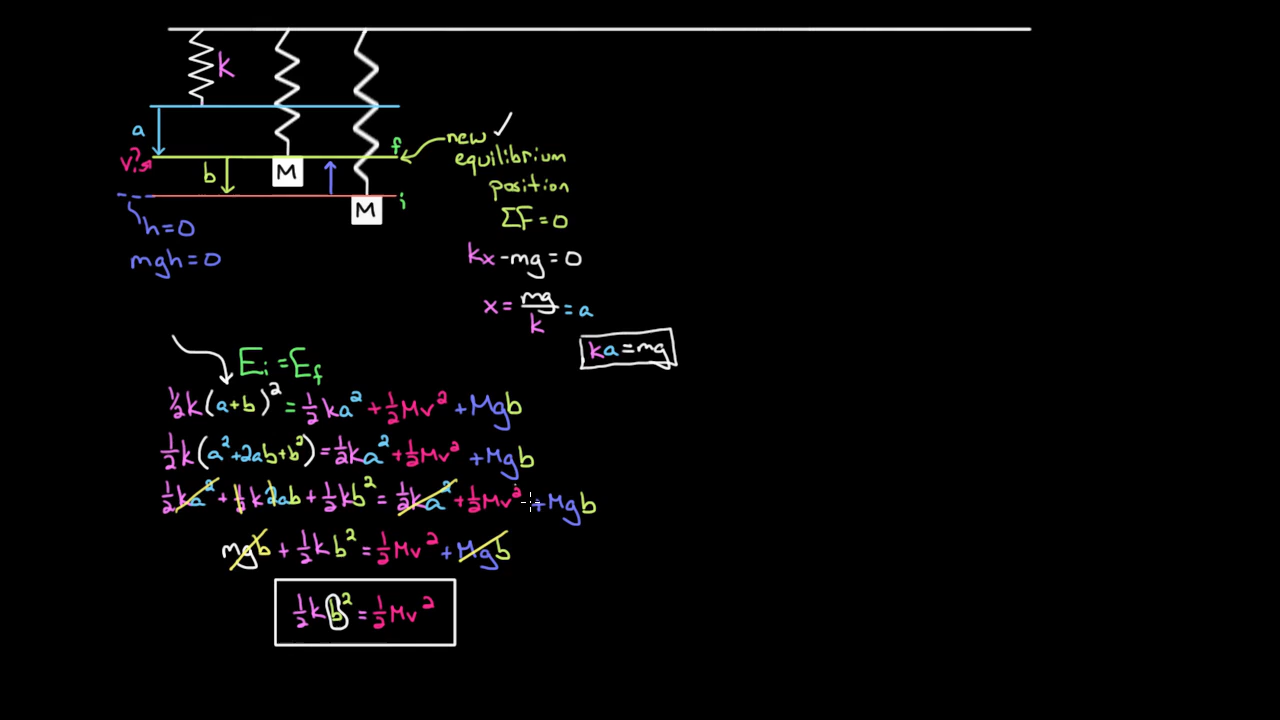 k
a
v?
b
M
M
f
i
new
equilibrium
position
ΣF = 0
h = 0
mgh = 0
kx - mg = 0
x = mg/k = a
ka = mg
Ei = Ef
½k(a+b)² = ½ka² + ½Mv² + Mgb
½k(a² + 2ab + b²) = ½ka² + ½Mv² + Mgb
½ka² + ½k2ab + ½kb² = ½ka² + ½Mv² + Mgb
mgb + ½kb² = ½Mv² + Mgb
½kb² = ½Mv²